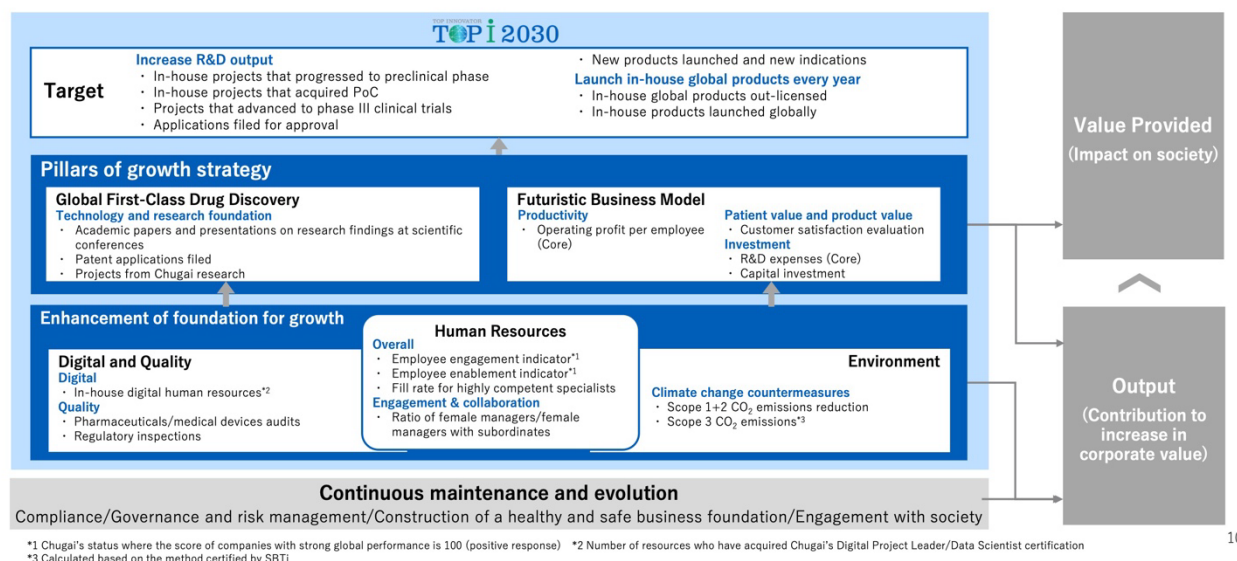 TOP INNOVATOR
TOP i 2030
Target
Increase R&D output
・ In-house projects that progressed to preclinical phase
・ In-house projects that acquired PoC
・ Projects that advanced to phase III clinical trials
・ Applications filed for approval
・ New products launched and new indications
Launch in-house global products every year
・ In-house global products out-licensed
・ In-house products launched globally
Pillars of growth strategy
Global First-Class Drug Discovery
Technology and research foundation
・ Academic papers and presentations on research findings at scientific
conferences
・ Patent applications filed
・ Projects from Chugai research
Futuristic Business Model
Productivity
・ Operating profit per employee
(Core)
Patient value and product value
・ Customer satisfaction evaluation
Investment
・ R&D expenses (Core)
・ Capital investment
Enhancement of foundation for growth
Digital and Quality
Digital
・ In-house digital human resources*2
Quality
・ Pharmaceuticals/medical devices audits
・ Regulatory inspections
Human Resources
Overall
・ Employee engagement indicator*1
・ Employee enablement indicator*1
・ Fill rate for highly competent specialists
Engagement & collaboration
・ Ratio of female managers/female
managers with subordinates
Environment
Climate change countermeasures
・ Scope 1+2 CO2 emissions reduction
・ Scope 3 CO2 emissions*3
Continuous maintenance and evolution
Compliance/Governance and risk management/Construction of a healthy and safe business foundation/Engagement with society
Value Provided
(Impact on society)
Output
(Contribution to
increase in
corporate value)
*1 Chugai's status where the score of companies with strong global performance is 100 (positive response) *2 Number of resources who have acquired Chugai's Digital Project Leader/Data Scientist certification
*3 Calculated based on the method certified by SBTi